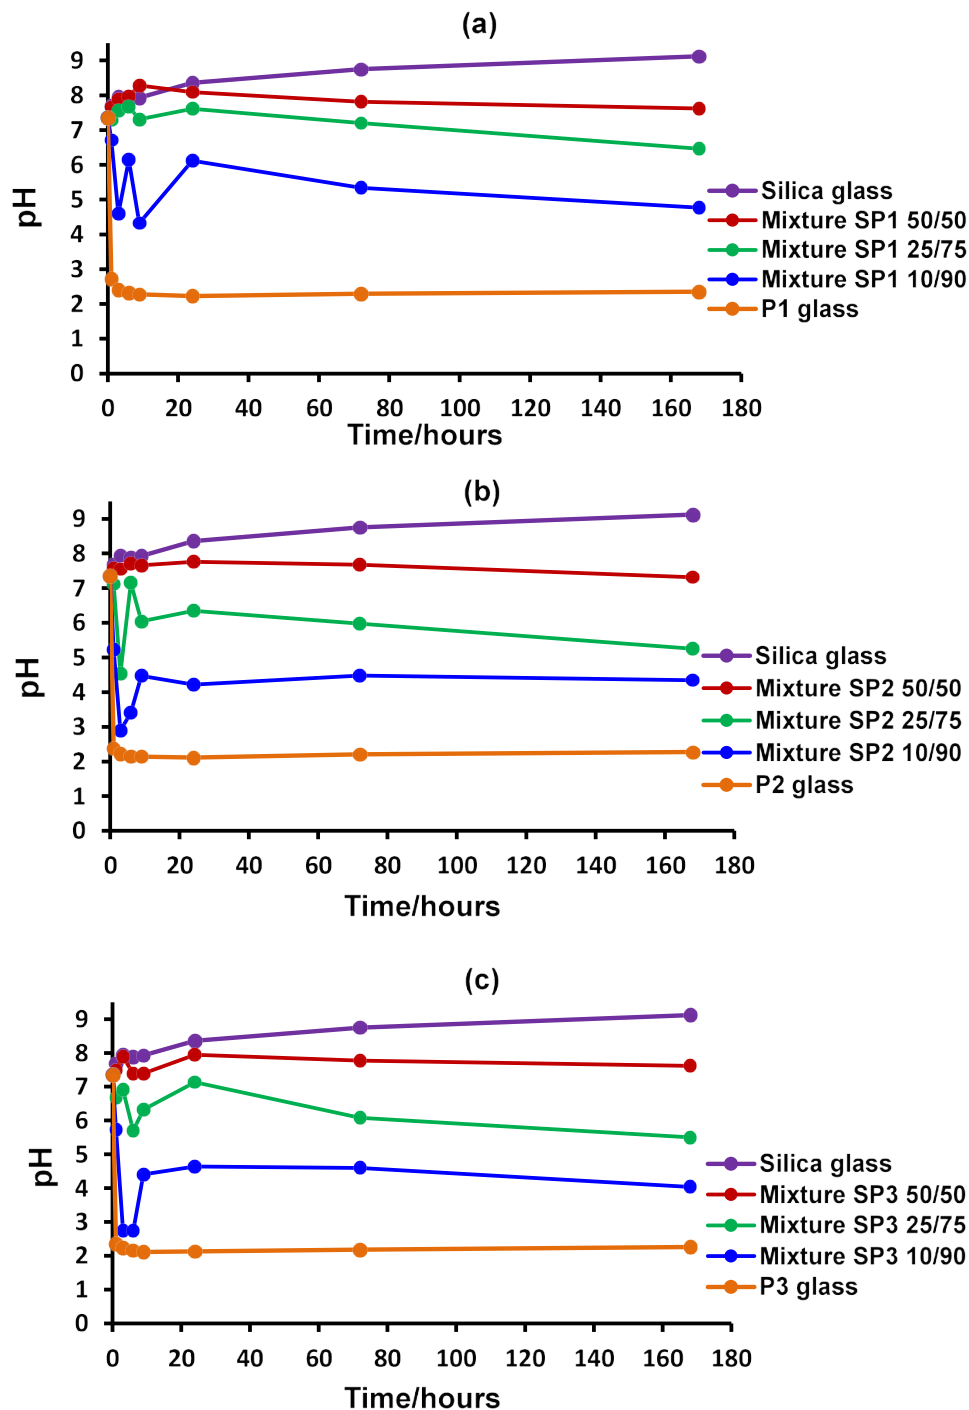 (a)
9
8
7
6
5
4
3
2
1
0
pH
0 20 40 60 80 100 120 140 160 180
Time/hours
Silica glass
Mixture SP1 50/50
Mixture SP1 25/75
Mixture SP1 10/90
P1 glass
(b)
9
8
7
6
5
4
3
2
1
0
pH
0 20 40 60 80 100 120 140 160 180
Time/hours
Silica glass
Mixture SP2 50/50
Mixture SP2 25/75
Mixture SP2 10/90
P2 glass
(c)
9
8
7
6
5
4
3
2
1
0
pH
0 20 40 60 80 100 120 140 160 180
Time/hours
Silica glass
Mixture SP3 50/50
Mixture SP3 25/75
Mixture SP3 10/90
P3 glass